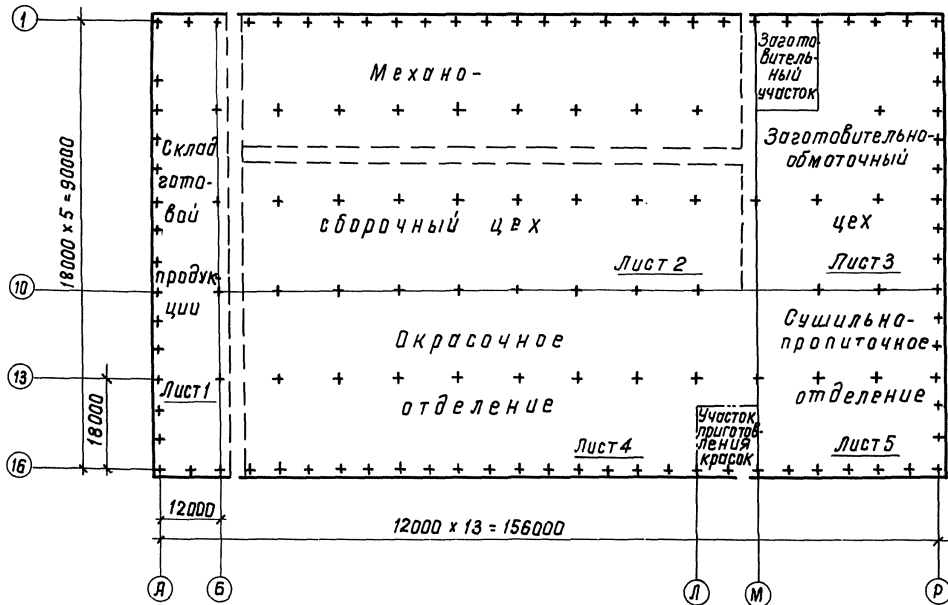 1
Механо-
Загото-
витель-
ный
участок
Заготовительно-
обмоточный
цех
Лист 3
Склад
гото-
вой
продук-
ции
Лист 1
сборочный цех
Лист 2
18000 x 5 = 90000
10
Окрасочное
отделение
Лист 4
Сушильно-
пропиточное
отделение
Лист 5
Участок
приготов-
ления
красок
13
18000
16
12000
12000 x 13 = 156000
А
Б
Л
М
Р